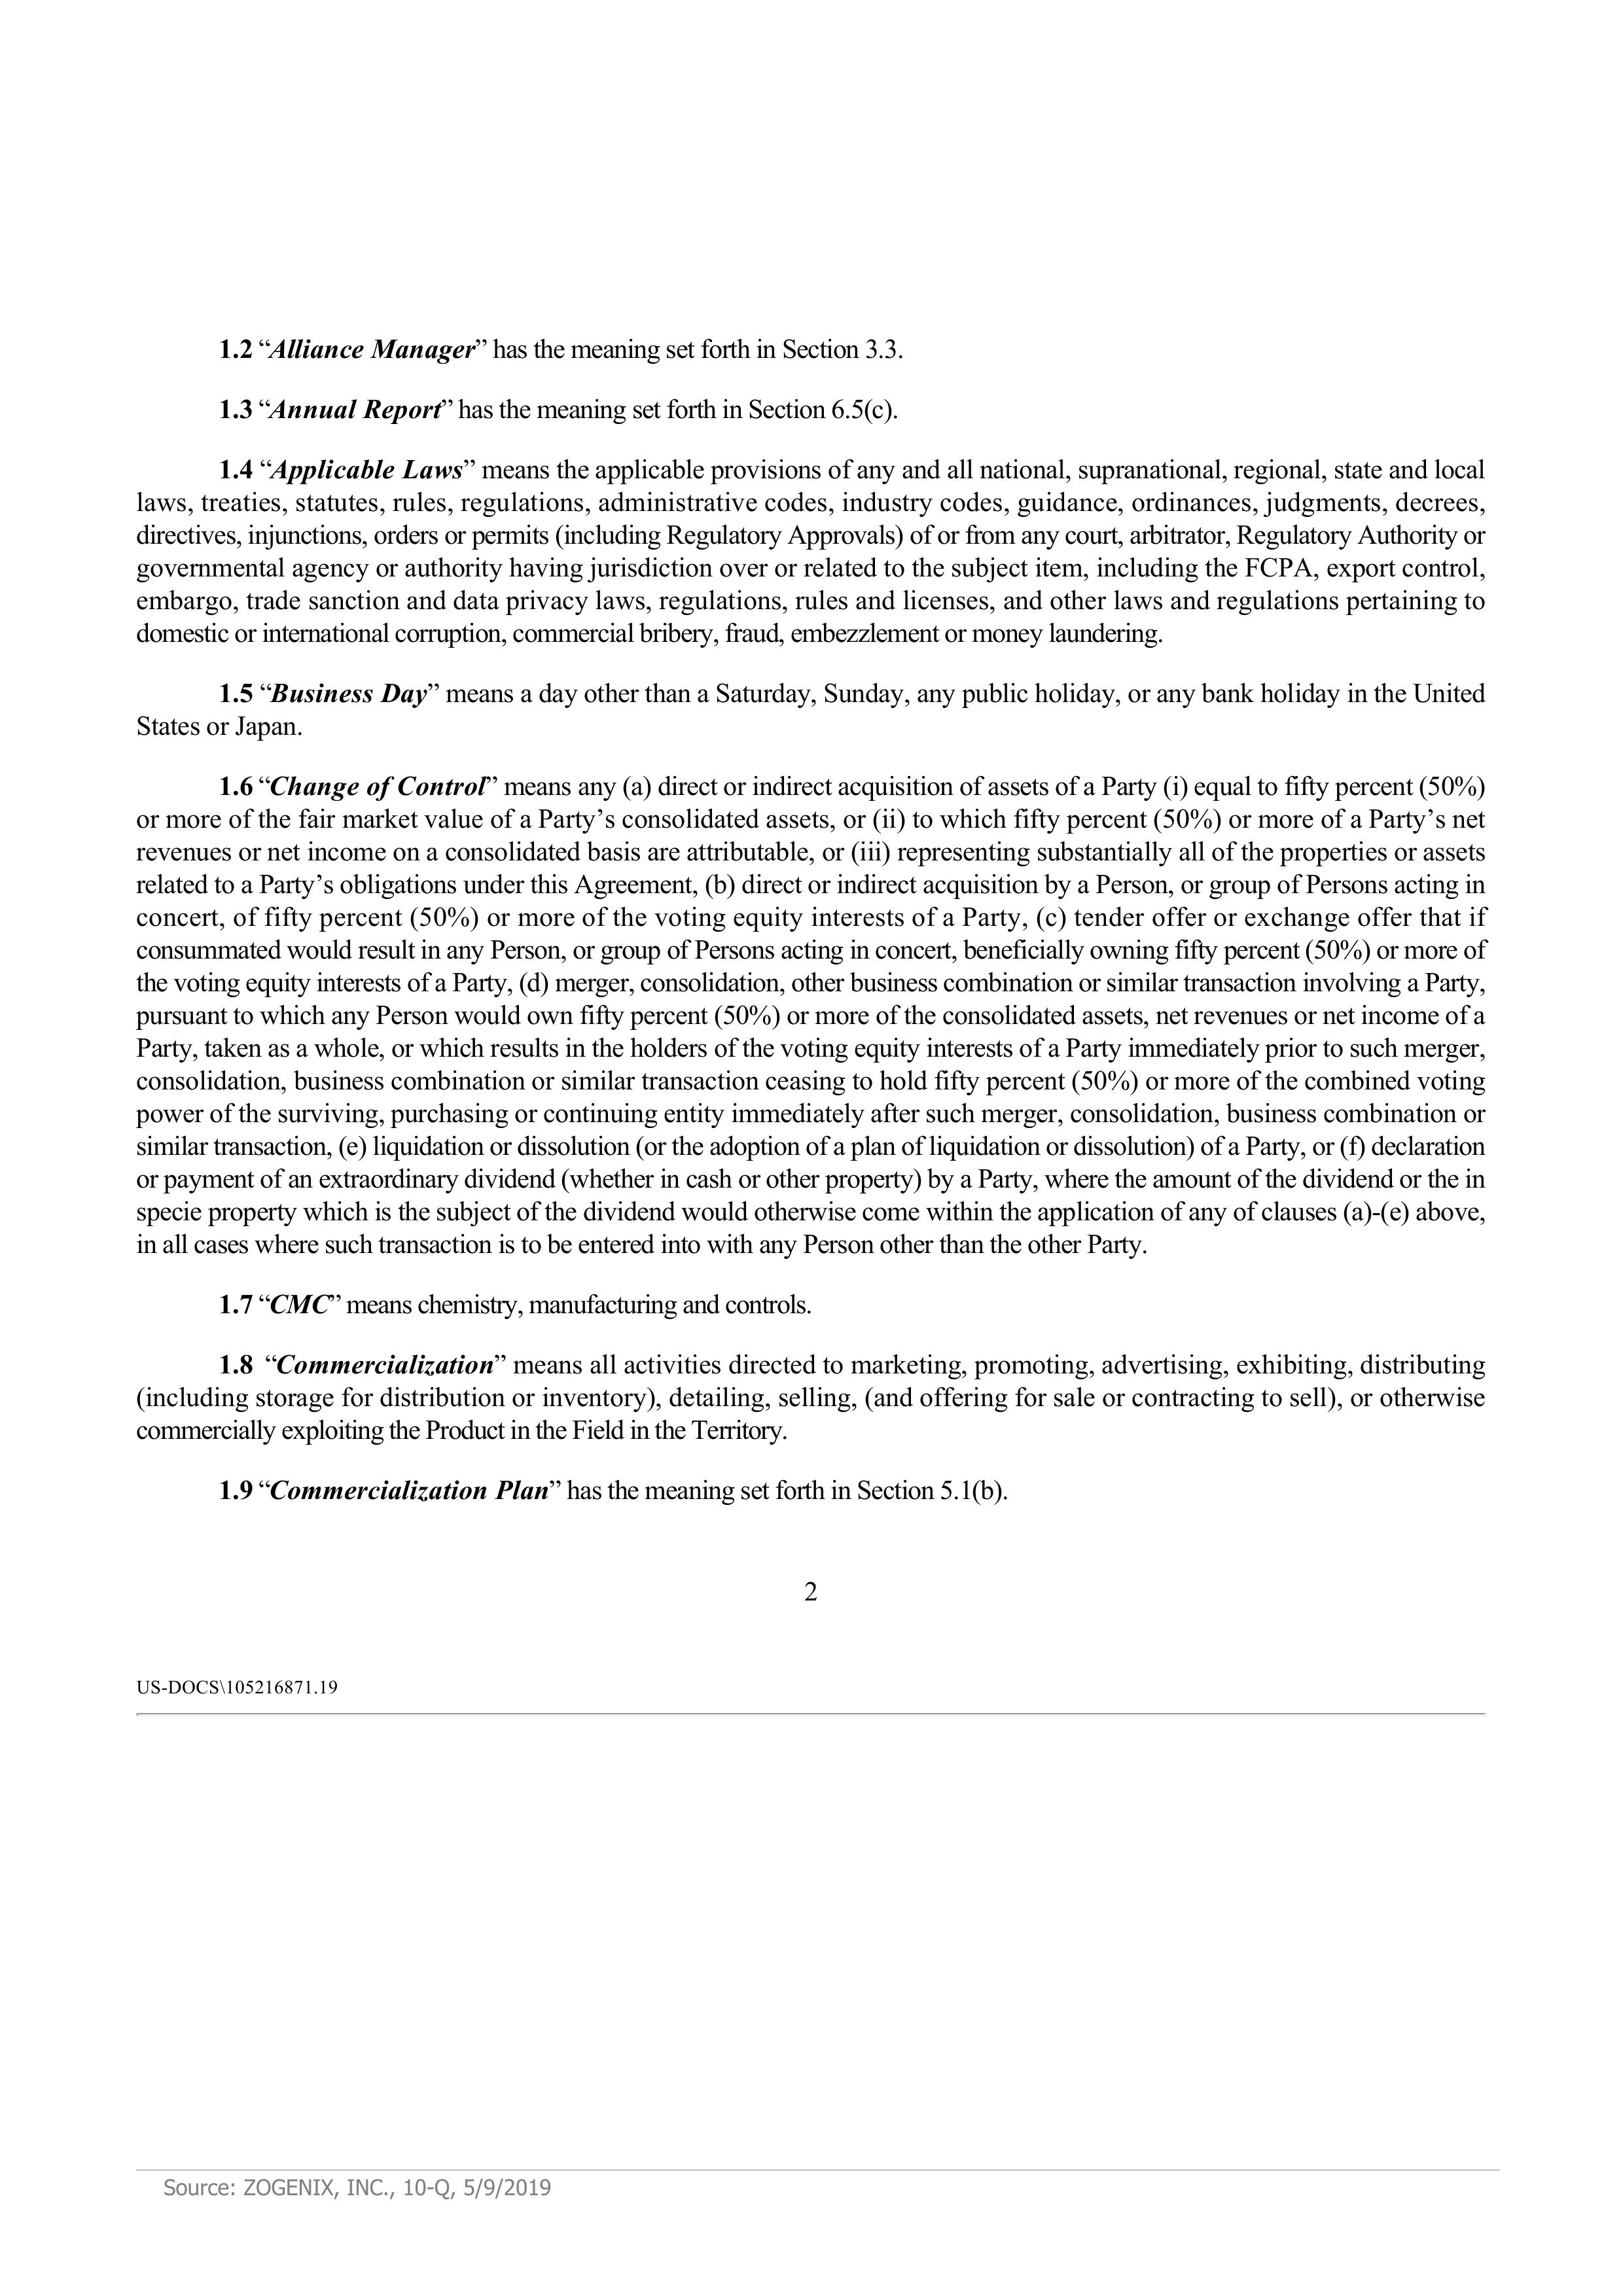 1.2 “Alliance Manager” has the meaning set forth in Section 3.3.
1.3 “Annual Report” has the meaning set forth in Section 6.5(c).
1.4 “Applicable Laws” means the applicable provisions of any and all national, supranational, regional, state and local
laws, treaties, statutes, rules, regulations, administrative codes, industry codes, guidance, ordinances, judgments, decrees,
directives, injunctions, orders or permits (including Regulatory Approvals) of or from any court, arbitrator, Regulatory Authority or
governmental agency or authority having jurisdiction over or related to the subject item, including the FCPA, export control,
embargo, trade sanction and data privacy laws, regulations, rules and licenses, and other laws and regulations pertaining to
domestic or international corruption, commercial bribery, fraud, embezzlement or money laundering.
1.5 “Business Day” means a day other than a Saturday, Sunday, any public holiday, or any bank holiday in the United
States or Japan.
1.6 “Change of Control” means any (a) direct or indirect acquisition of assets of a Party (i) equal to fifty percent (50%)
or more of the fair market value of a Party’s consolidated assets, or (ii) to which fifty percent (50%) or more of a Party’s net
revenues or net income on a consolidated basis are attributable, or (iii) representing substantially all of the properties or assets
related to a Party’s obligations under this Agreement, (b) direct or indirect acquisition by a Person, or group of Persons acting in
concert, of fifty percent (50%) or more of the voting equity interests of a Party, (c) tender offer or exchange offer that if
consummated would result in any Person, or group of Persons acting in concert, beneficially owning fifty percent (50%) or more of
the voting equity interests of a Party, (d) merger, consolidation, other business combination or similar transaction involving a Party,
pursuant to which any Person would own fifty percent (50%) or more of the consolidated assets, net revenues or net income of a
Party, taken as a whole, or which results in the holders of the voting equity interests of a Party immediately prior to such merger,
consolidation, business combination or similar transaction ceasing to hold fifty percent (50%) or more of the combined voting
power of the surviving, purchasing or continuing entity immediately after such merger, consolidation, business combination or
similar transaction, (e) liquidation or dissolution (or the adoption of a plan of liquidation or dissolution) of a Party, or (f) declaration
or payment of an extraordinary dividend (whether in cash or other property) by a Party, where the amount of the dividend or the in
specie property which is the subject of the dividend would otherwise come within the application of any of clauses (a)-(e) above,
in all cases where such transaction is to be entered into with any Person other than the other Party.
1.7 “CMC” means chemistry, manufacturing and controls.
1.8 “Commercialization” means all activities directed to marketing, promoting, advertising, exhibiting, distributing
(including storage for distribution or inventory), detailing, selling, (and offering for sale or contracting to sell), or otherwise
commercially exploiting the Product in the Field in the Territory.
1.9 “Commercialization Plan” has the meaning set forth in Section 5.1(b).
2
US-DOCS\105216871.19
Source: ZOGENIX, INC., 10-Q, 5/9/2019